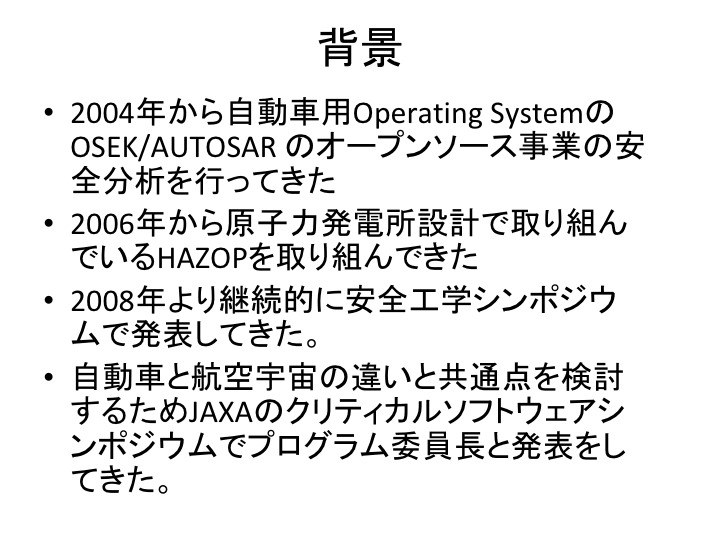 背景
• 2004年から自動車用Operating Systemの
OSEK/AUTOSAR のオープンソース事業の安
全分析を行ってきた
• 2006年から原子力発電所設計で取り組ん
でいるHAZOPを取り組んできた
• 2008年より継続的に安全工学シンポジウ
ムで発表してきた。
• 自動車と航空宇宙の違いと共通点を検討
するためJAXAのクリティカルソフトウェアシ
ンポジウムでプログラム委員長と発表をし
てきた。